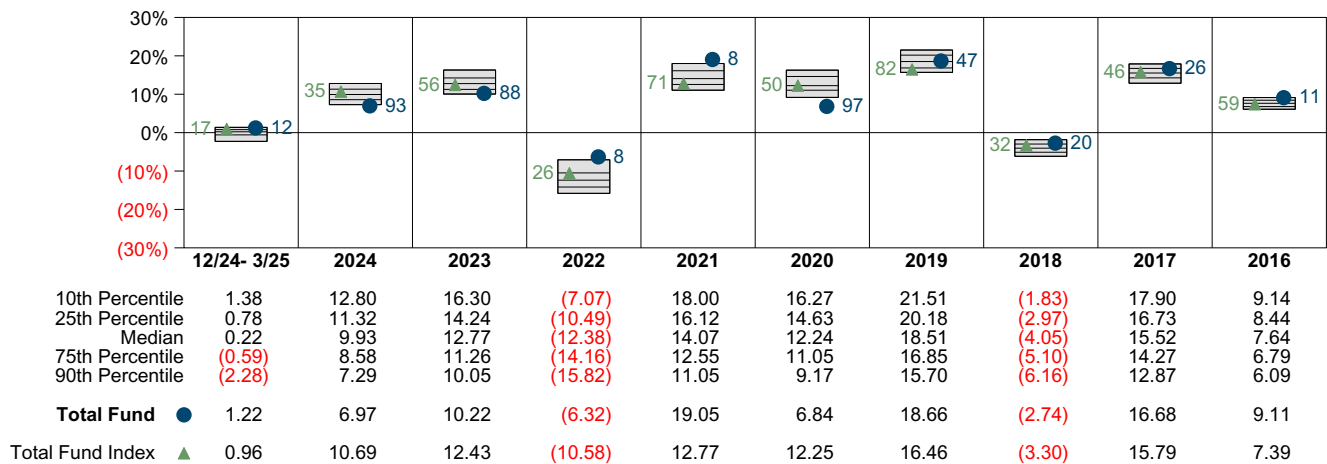 30%
20%
10%
0%
(10%)
(20%)
(30%)
17 12
35 93
56 88
26 8
71 8
50 97
82 47
32 20
46 26
59 11
12/24- 3/25 2024 2023 2022 2021 2020 2019 2018 2017 2016
10th Percentile 1.38 12.80 16.30 (7.07) 18.00 16.27 21.51 (1.83) 17.90 9.14
25th Percentile 0.78 11.32 14.24 (10.49) 16.12 14.63 20.18 (2.97) 16.73 8.44
Median 0.22 9.93 12.77 (12.38) 14.07 12.24 18.51 (4.05) 15.52 7.64
75th Percentile (0.59) 8.58 11.26 (14.16) 12.55 11.05 16.85 (5.10) 14.27 6.79
90th Percentile (2.28) 7.29 10.05 (15.82) 11.05 9.17 15.70 (6.16) 12.87 6.09
Total Fund 1.22 6.97 10.22 (6.32) 19.05 6.84 18.66 (2.74) 16.68 9.11
Total Fund Index 0.96 10.69 12.43 (10.58) 12.77 12.25 16.46 (3.30) 15.79 7.39